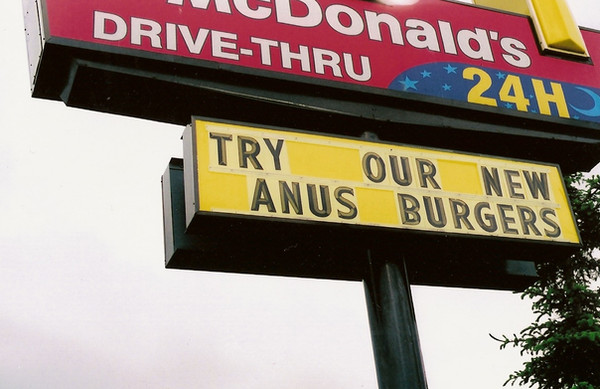 McDonald's
DRIVE-THRU
24H
TRY OUR NEW
ANUS BURGERS